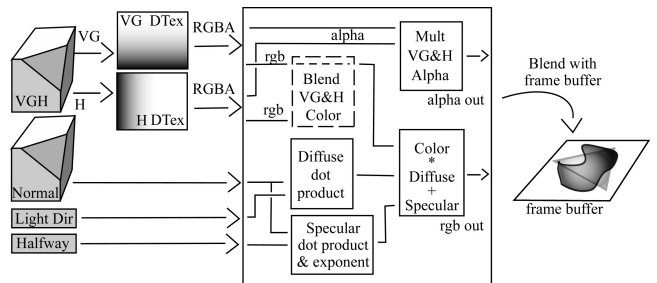 VG
VG DTex
RGBA
VGH
H
H DTex
RGBA
Normal
Light Dir
Halfway
alpha
rgb
rgb
Blend
VG&H
Color
Mult
VG&H
Alpha
alpha out
Diffuse
dot
product
Specular
dot product
& exponent
Color
*
Diffuse
+
Specular
rgb out
Blend with
frame buffer
frame buffer